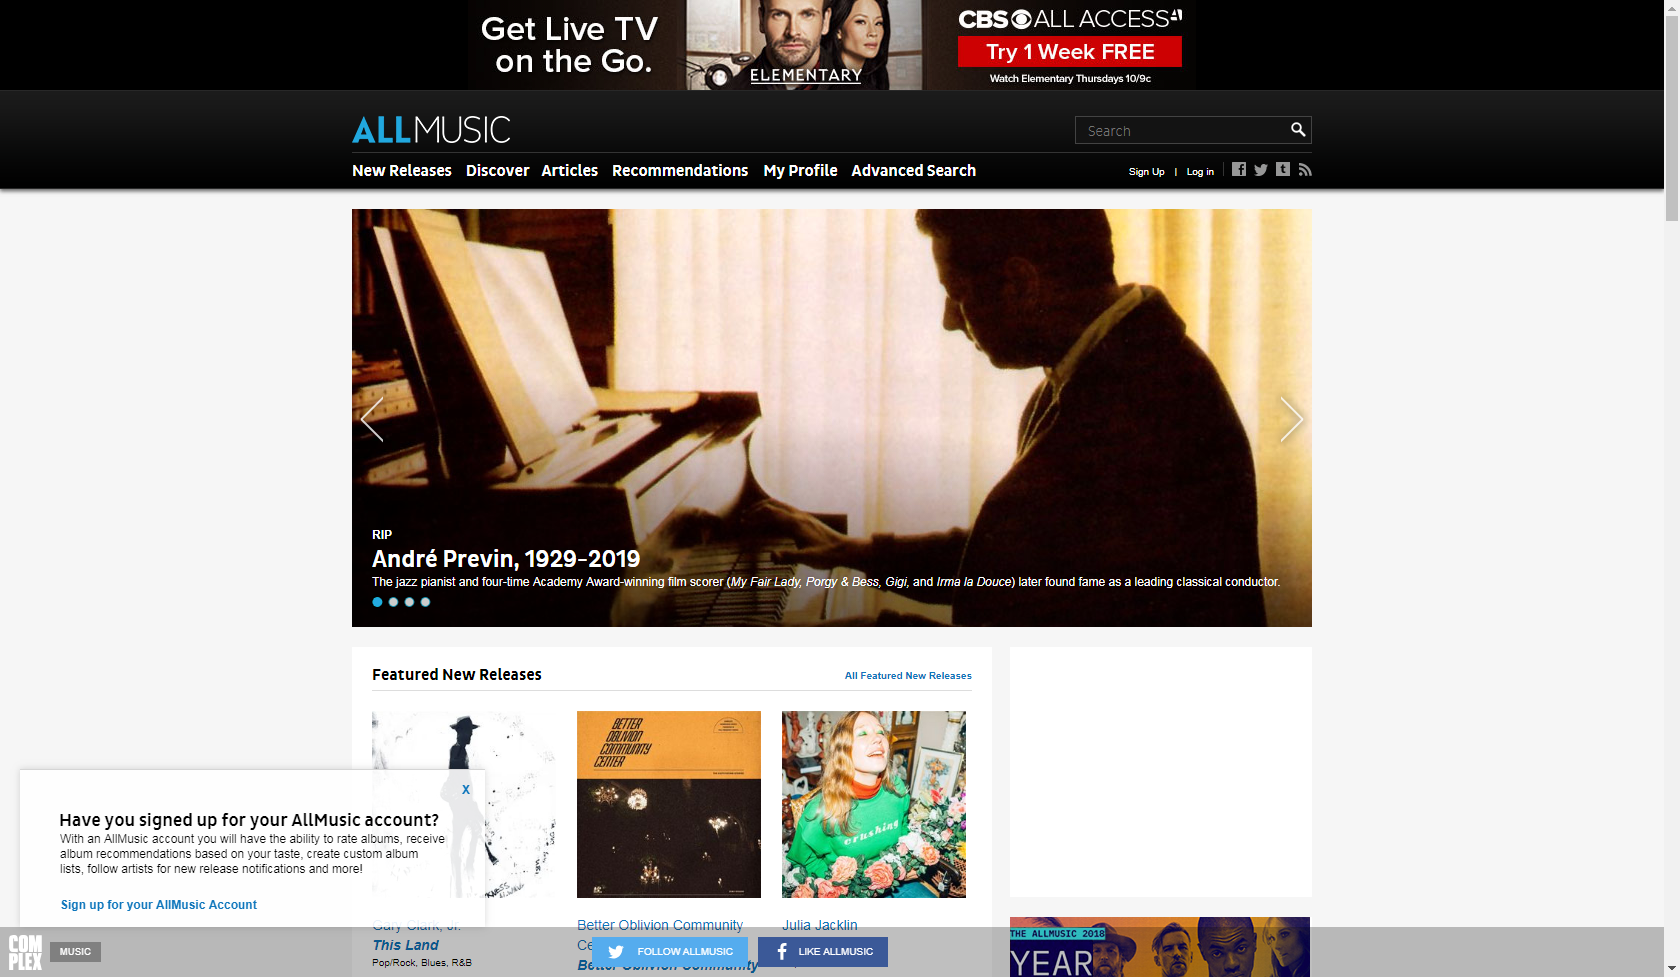 Get Live TV
on the Go.
ELEMENTARY
CBS ALL ACCESS
Try 1 Week FREE
Watch Elementary Thursdays 10/9c
ALLMUSIC
Search
New Releases Discover Articles Recommendations My Profile Advanced Search
Sign Up | Log in
RIP
André Previn, 1929-2019
The jazz pianist and four-time Academy Award-winning film scorer (My Fair Lady, Porgy & Bess, Gigi, and Irma la Douce) later found fame as a leading classical conductor.
Featured New Releases
All Featured New Releases
BETTER
OBLIVION
COMMUNITY
CENTER
crushing
X
Have you signed up for your AllMusic account?
With an AllMusic account you will have the ability to rate albums, receive
album recommendations based on your taste, create custom album
lists, follow artists for new release notifications and more!
Sign up for your AllMusic Account
Gary Clark, Jr.
This Land
Pop/Rock, Blues, R&B
Better Oblivion Community
Ce
Better Oblivion Community
Julia Jacklin
THE ALLMUSIC 2018
YEAR
COM
PLEX
MUSIC
FOLLOW ALLMUSIC
LIKE ALLMUSIC